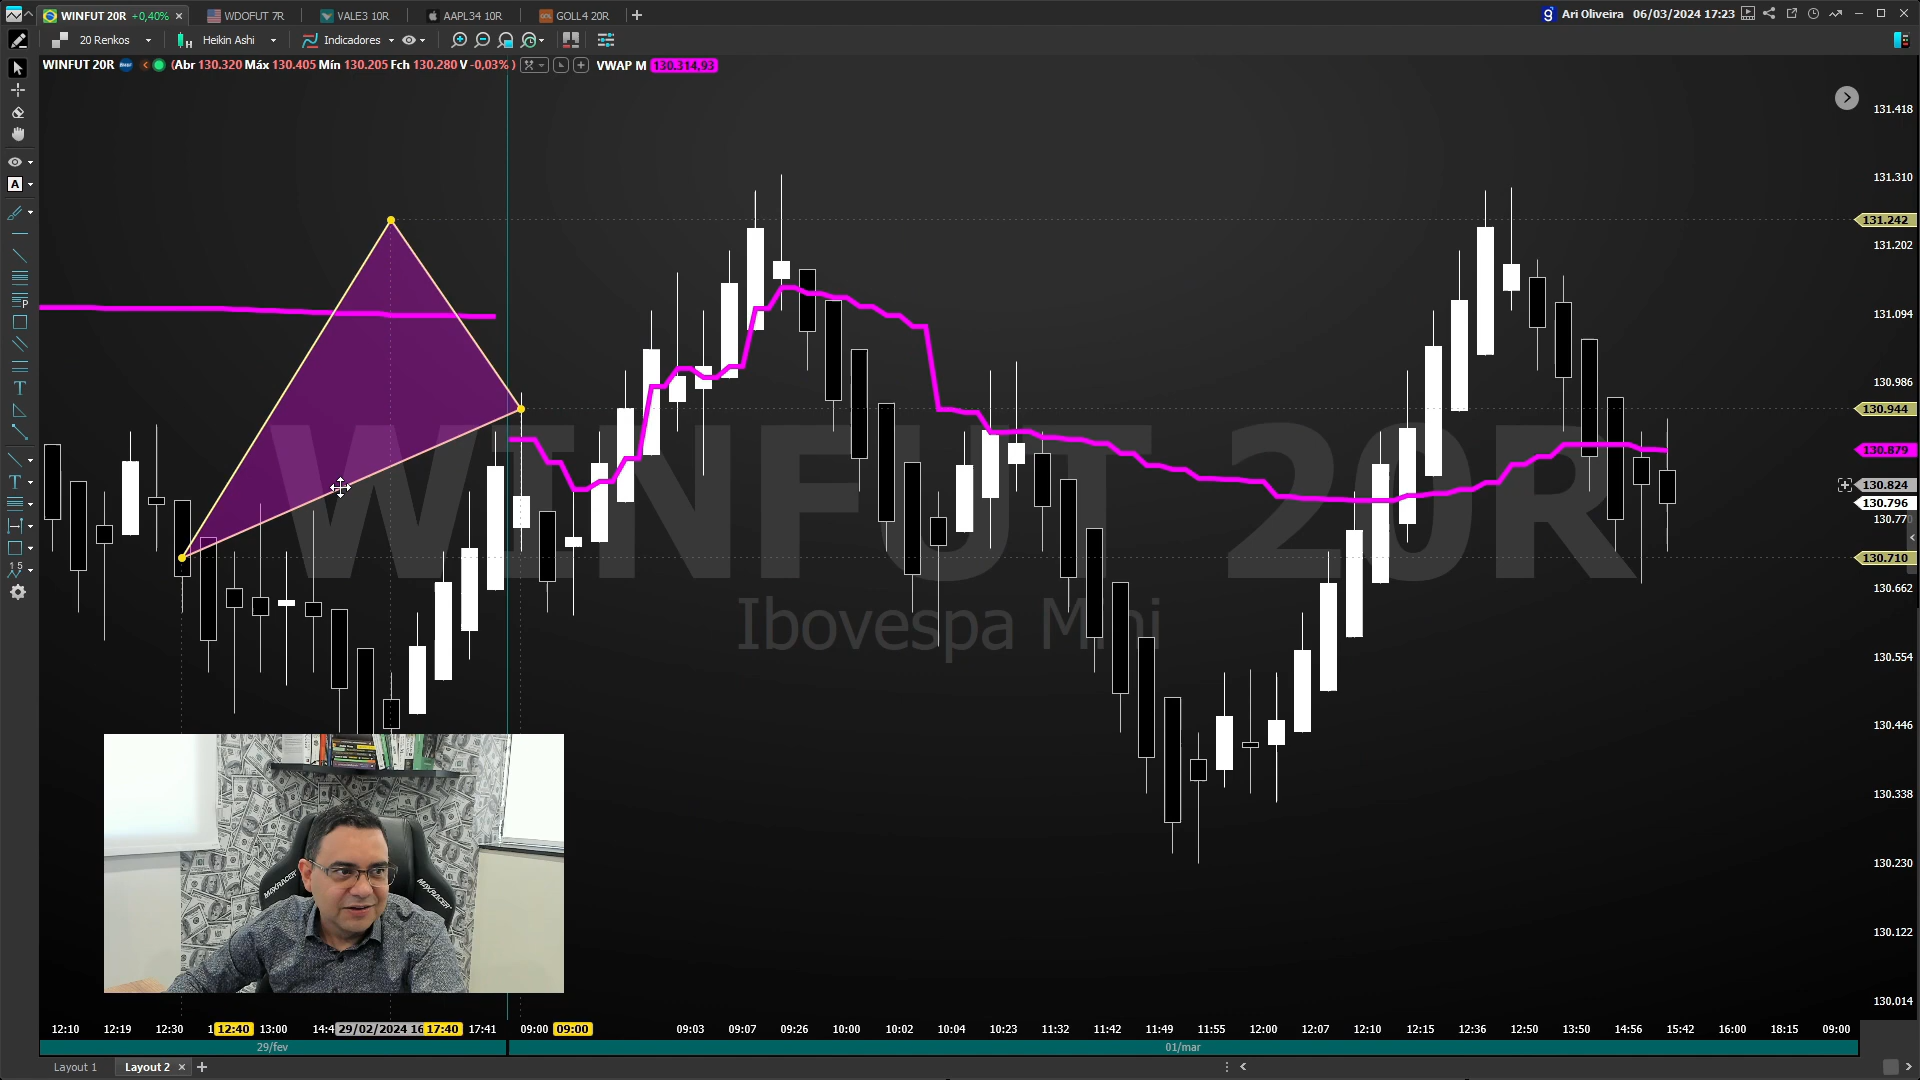 WINFUT 20R +0,40% ×
WDOFUT 7R
VALE3 10R
AAPL34 10R
GOLL4 20R
Ari Oliveira 06/03/2024 17:23
20 Renkos
Heikin Ashi
Indicadores
WINFUT 20R (Abr 130.320 Máx 130.405 Mín 130.205 Fch 130.280 V -0,03% ) VWAP M 130.314,93
131.418
131.310
131.242
131.202
131.094
130.986
130.944
130.879
130.824
130.796
130.770
130.710
130.662
130.554
130.446
130.338
130.230
130.122
130.014
WINFUT 20R
Ibovespa Mini
MAXRACER
MAXRACER
12:10 12:19 12:30 12:40 13:00 14:4 29/02/2024 16 17:40 17:41 09:00 09:00 09:03 09:07 09:26 10:00 10:02 10:04 10:23 11:32 11:42 11:49 11:55 12:00 12:07 12:10 12:15 12:36 12:50 13:50 14:56 15:42 16:00 18:15 09:00
29/fev 01/mar
Layout 1 Layout 2 ×